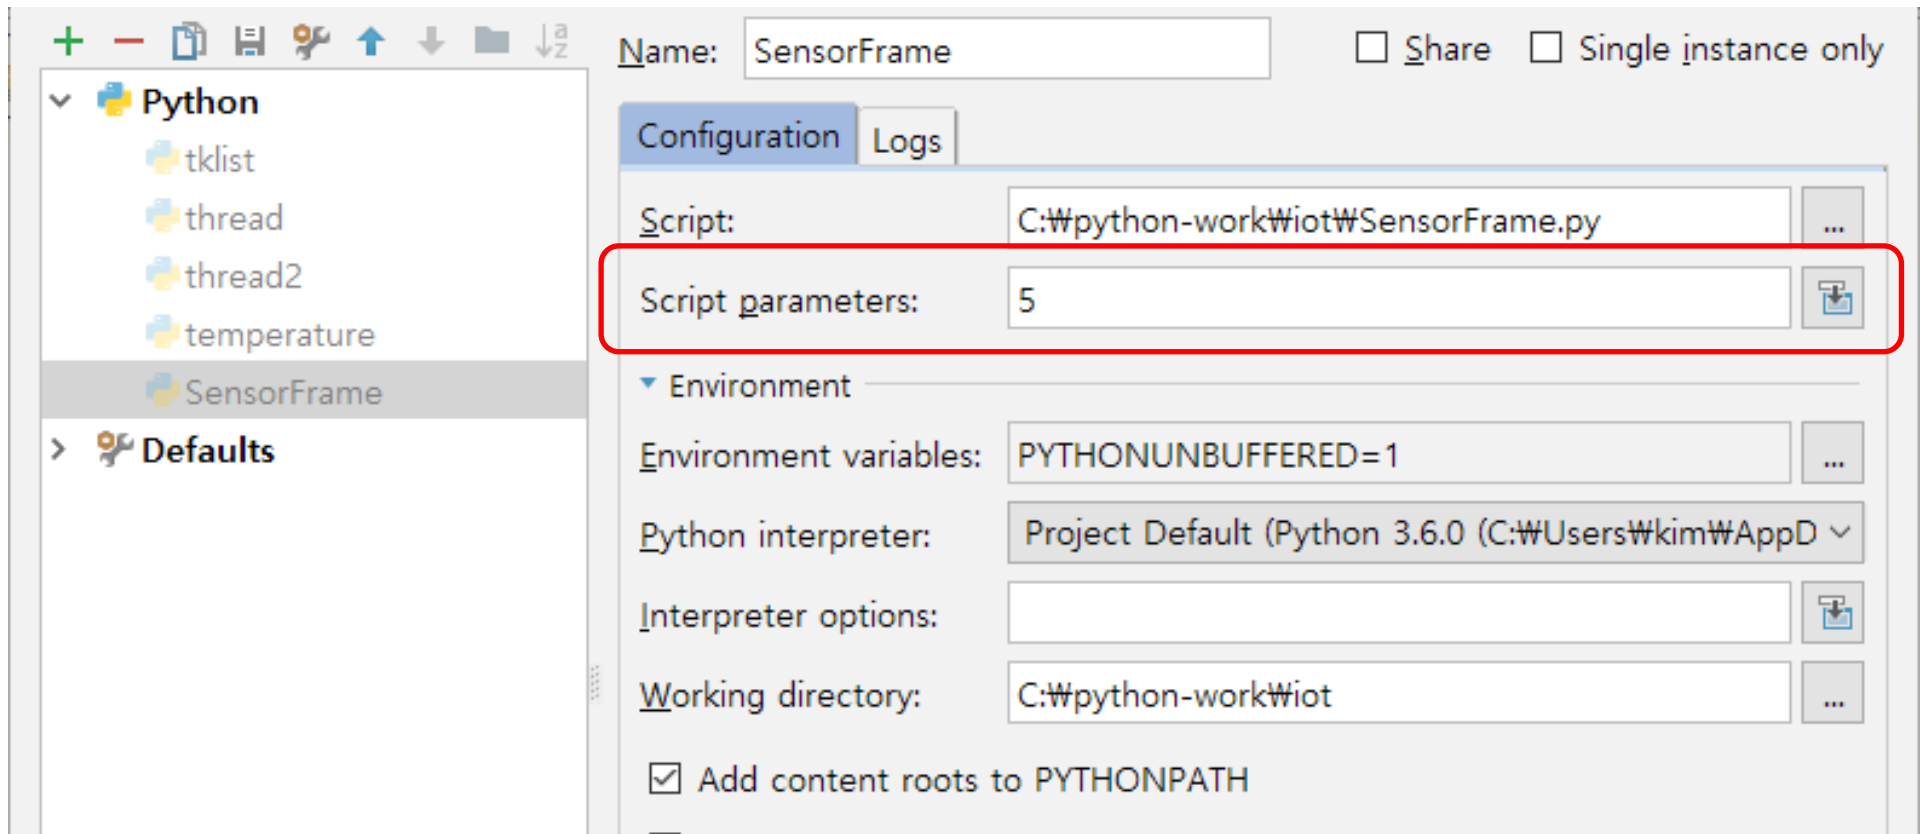 Name: SensorFrame Share Single instance only
Python
tklist
thread
thread2
temperature
SensorFrame
Defaults
Configuration Logs
Script: C:₩python-work₩iot₩SensorFrame.py ...
Script parameters: 5
Environment
Environment variables: PYTHONUNBUFFERED=1 ...
Python interpreter: Project Default (Python 3.6.0 (C:₩Users₩kim₩AppD
Interpreter options:
Working directory: C:₩python-work₩iot ...
Add content roots to PYTHONPATH